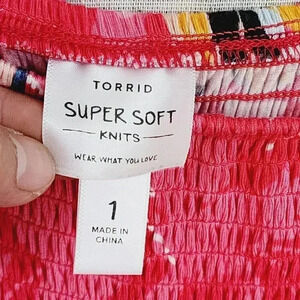 TORRID
SUPER SOFT
KNITS
WEAR WHAT YOU LOVE
1
MADE IN
CHINA